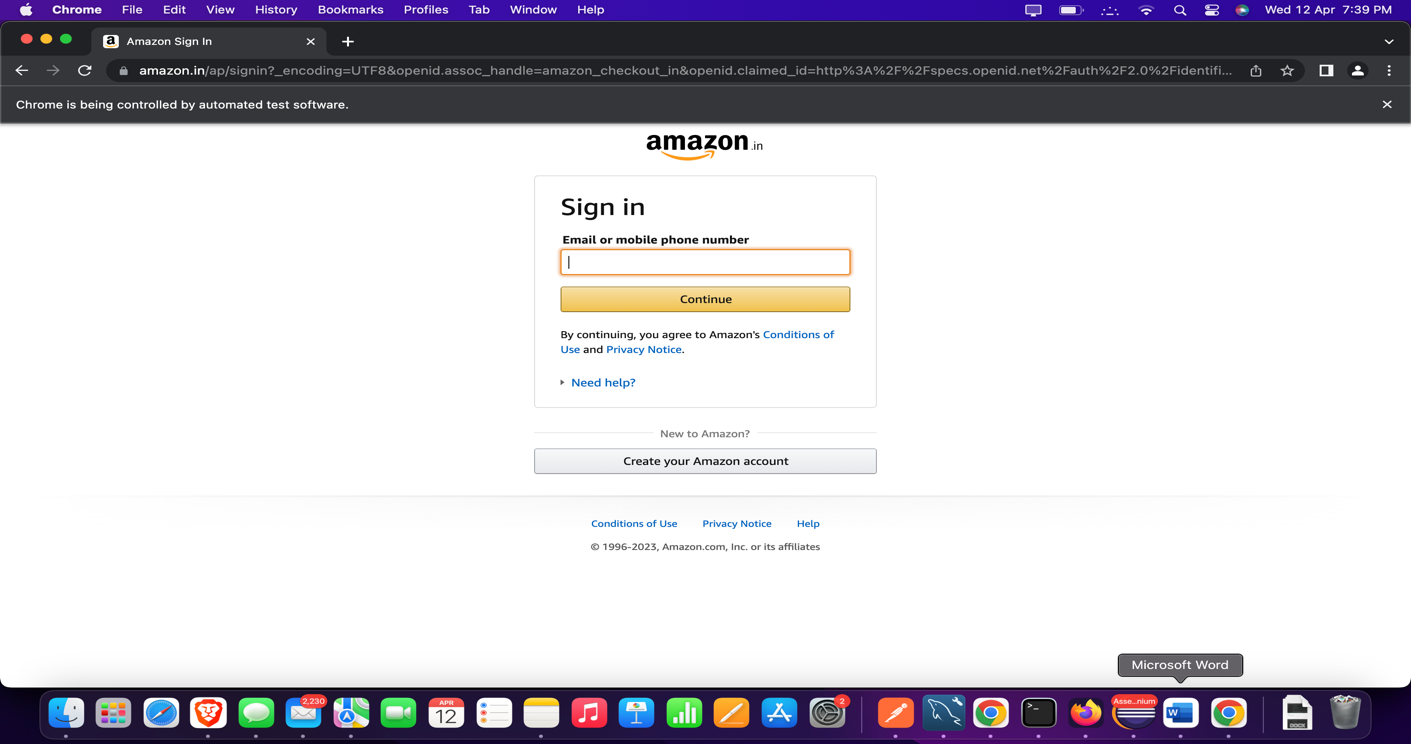 Chrome File Edit View History Bookmarks Profiles Tab Window Help Wed 12 Apr 7:39 PM
a Amazon Sign In
amazon.in/ap/signin?_encoding=UTF8&openid.assoc_handle=amazon_checkout_in&openid.claimed_id=http%3A%2F%2Fspecs.openid.net%2Fauth%2F2.0%2Fidentifi...
Chrome is being controlled by automated test software.
amazon.in
Sign in
Email or mobile phone number
Continue
By continuing, you agree to Amazon's Conditions of
Use and Privacy Notice.
Need help?
New to Amazon?
Create your Amazon account
Conditions of Use Privacy Notice Help
© 1996-2023, Amazon.com, Inc. or its affiliates
Microsoft Word
2,230
APR
12
2
>_
Asse...nium
W
DOCX